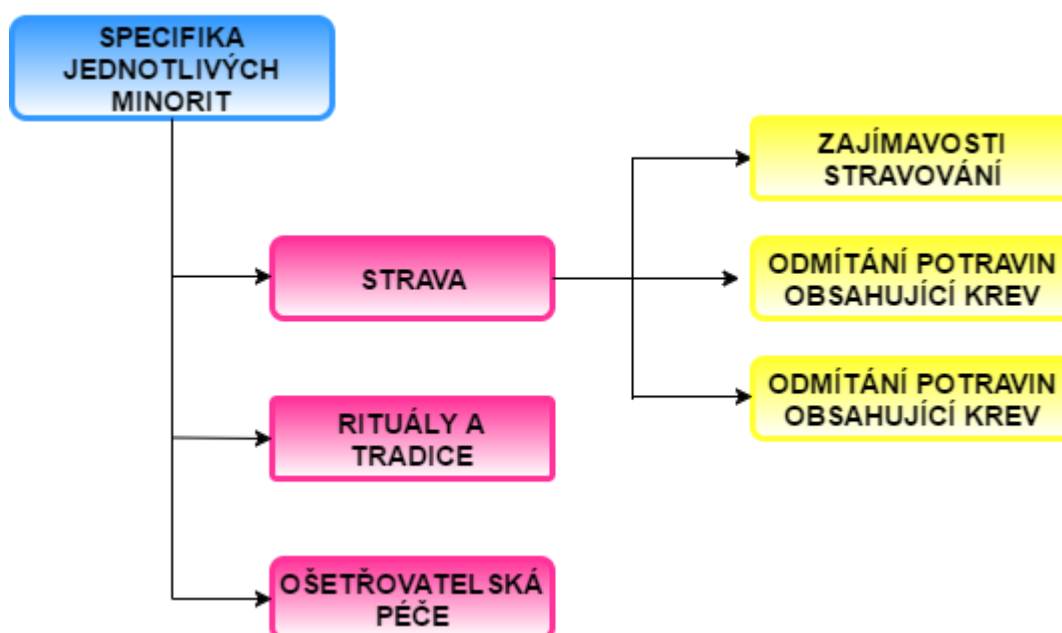 SPECIFIKA
JEDNOTLIVÝCH
MINORIT
ZAJÍMAVOSTI
STRAVOVÁNÍ
STRAVA
ODMÍTÁNÍ POTRAVIN
OBSAHUJÍCÍ KREV
ODMÍTÁNÍ POTRAVIN
OBSAHUJÍCÍ KREV
RITUÁLY A
TRADICE
OŠETŘOVATELSKÁ
PÉČE